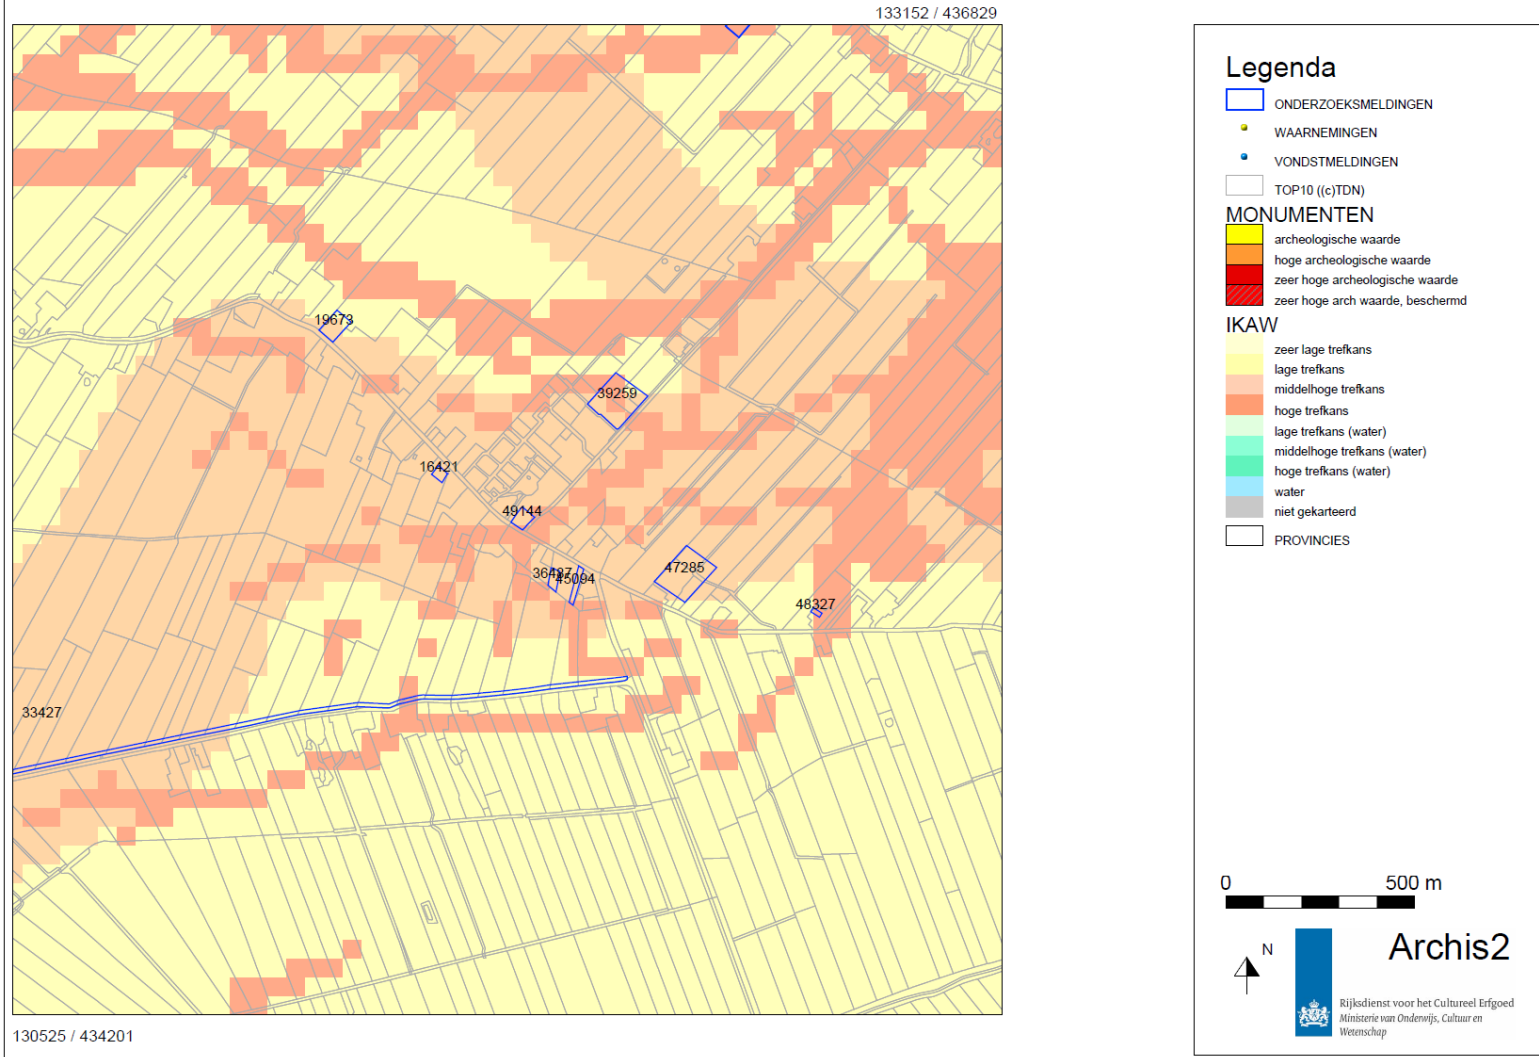 133152 / 436829
19673
39259
16421
49144
47285
45094
48327
33427
130525 / 434201
Legenda
ONDERZOEKSMELDINGEN
WAARNEMINGEN
VONDSTMELDINGEN
TOP10 ((c)TDN)
MONUMENTEN
archeologische waarde
hoge archeologische waarde
zeer hoge archeologische waarde
zeer hoge arch waarde, beschermd
IKAW
zeer lage trefkans
lage trefkans
middelhoge trefkans
hoge trefkans
lage trefkans (water)
middelhoge trefkans (water)
hoge trefkans (water)
water
niet gekarteerd
PROVINCIES
0 500 m
N
Archis2
Rijksdienst voor het Cultureel Erfgoed
Ministerie van Onderwijs, Cultuur en
Wetenschap